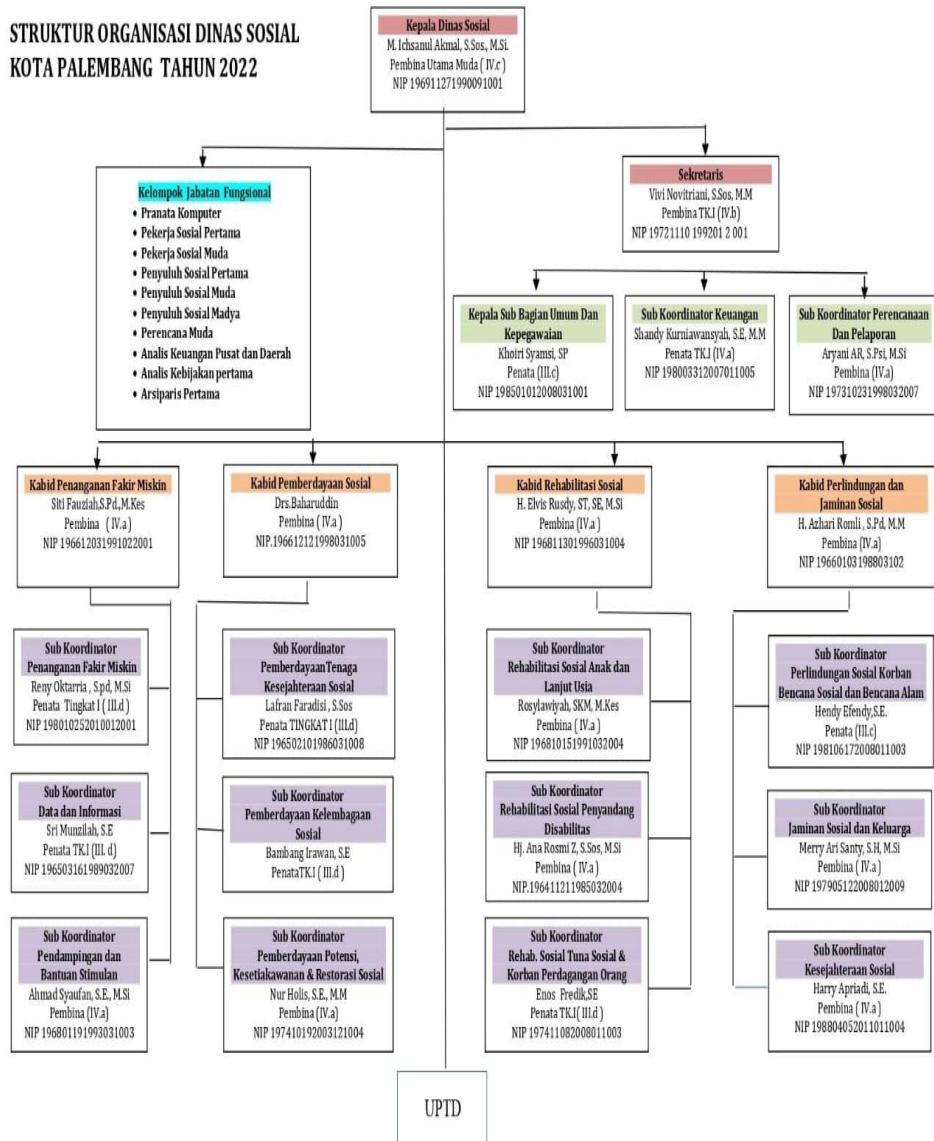 STRUKTUR ORGANISASI DINAS SOSIAL
KOTA PALEMBANG TAHUN 2022
Kepala Dinas Sosial
M. Ichsanul Akmal, S.Sos., M.Si.
Pembina Utama Muda ( IV.c )
NIP 196911271990091001
Kelompok Jabatan Fungsional
• Pranata Komputer
• Pekerja Sosial Pertama
• Pekerja Sosial Muda
• Penyuluh Sosial Pertama
• Penyuluh Sosial Muda
• Penyuluh Sosial Madya
• Perencana Muda
• Analis Keuangan Pusat dan Daerah
• Analis Kebijakan pertama
• Arsiparis Pertama
Sekretaris
Vivi Novitriani, S.Sos, M.M
Pembina TK.I (IV.b)
NIP 19721110 199201 2 001
Kepala Sub Bagian Umum Dan
Kepegawaian
Khoiri Syamsi, SP
Penata (III.c)
NIP 198501012008031001
Sub Koordinator Keuangan
Shandy Kurniawansyah, S.E, M.M
Penata TK.I (IV.a)
NIP 198003312007011005
Sub Koordinator Perencanaan
Dan Pelaporan
Aryani AR, S.Psi, M.Si
Pembina (IV.a)
NIP 197310231998032007
Kabid Penanganan Fakir Miskin
Siti Fauziah,S.Pd.,M.Kes
Pembina ( IV.a )
NIP 196612031991022001
Kabid Pemberdayaan Sosial
Drs.Baharuddin
Pembina ( IV.a )
NIP.196612121998031005
Kabid Rehabilitasi Sosial
H. Elvis Rusdy, ST, SE, M.Si
Pembina (IV.a )
NIP 196811301996031004
Kabid Perlindungan dan
Jaminan Sosial
H. Azhari Romli , S.Pd, M.M
Pembina (IV.a)
NIP 19660103198803102
Sub Koordinator
Penanganan Fakir Miskin
Reny Oktarria , S.pd, M.Si
Penata Tingkat I ( III.d )
NIP 198010252010012001
Sub Koordinator
Data dan Informasi
Sri Munzilah, S.E
Penata TK.I (III. d)
NIP 196503161989032007
Sub Koordinator
Pendampingan dan
Bantuan Stimulan
Ahmad Syaufan, S.E., M.Si
Pembina (IV.a)
NIP 196801191993031003
Sub Koordinator
PemberdayaanTenaga
Kesejahteraan Sosial
Lafran Faradisi , S.Sos
Penata TINGKAT I (III.d)
NIP 196502101986031008
Sub Koordinator
Pemberdayaan Kelembagaan
Sosial
Bambang Irawan, S.E
PenataTK.I ( III.d )
Sub Koordinator
Pemberdayaan Potensi,
Kesetiakawanan & Restorasi Sosial
Nur Holis, S.E., M.M
Pembina (IV.a)
NIP 197410192003121004
Sub Koordinator
Rehabilitasi Sosial Anak dan
Lanjut Usia
Rosylawiyah, SKM, M.Kes
Pembina ( IV.a )
NIP 196810151991032004
Sub Koordinator
Rehabilitasi Sosial Penyandang
Disabilitas
Hj. Ana Rosmi Z, S.Sos, M.Si
Pembina ( IV.a )
NIP.196411211985032004
Sub Koordinator
Rehab. Sosial Tuna Sosial &
Korban Perdagangan Orang
Enos Fredik,SE
Penata TK.I( III.d )
NIP 197411082008011003
Sub Koordinator
Perlindungan Sosial Korban
Bencana Sosial dan Bencana Alam
Hendy Efendy,S.E.
Penata (III.c)
NIP 198106172008011003
Sub Koordinator
Jaminan Sosial dan Keluarga
Merry Ari Santy, S.H, M.Si
Pembina ( IV.a )
NIP 197905122008012009
Sub Koordinator
Kesejahteraan Sosial
Harry Apriadi, S.E.
Pembina ( IV.a )
NIP 198804052011011004
UPTD